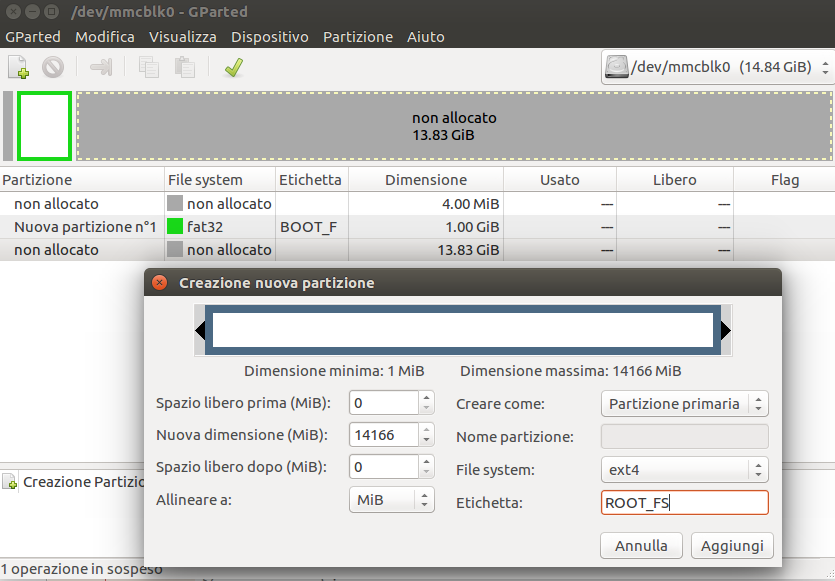 /dev/mmcblk0 - GParted
GParted Modifica Visualizza Dispositivo Partizione Aiuto
/dev/mmcblk0 (14.84 GiB)
non allocato
13.83 GiB
Partizione File system Etichetta Dimensione Usato Libero Flag
non allocato non allocato 4.00 MiB --- ---
Nuova partizione n°1 fat32 BOOT_F 1.00 GiB --- ---
non allocato non allocato 13.83 GiB --- ---
Creazione nuova partizione
Dimensione minima: 1 MiB Dimensione massima: 14166 MiB
Spazio libero prima (MiB): 0 Creare come: Partizione primaria
Nuova dimensione (MiB): 14166 Nome partizione:
Spazio libero dopo (MiB): 0 File system: ext4
Allineare a: MiB Etichetta: ROOT_FS
Annulla Aggiungi
Creazione Partizio
1 operazione in sospeso